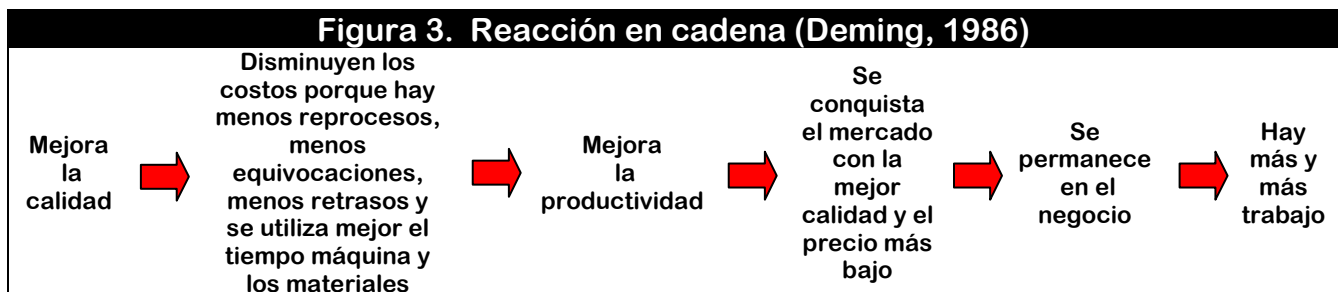 Figura 3. Reacción en cadena (Deming, 1986)
Mejora
la
calidad
Disminuyen los
costos porque hay
menos reprocesos,
menos
equivocaciones,
menos retrasos y
se utiliza mejor el
tiempo máquina y
los materiales
Mejora
la
productividad
Se
conquista
el mercado
con la
mejor
calidad y el
precio más
bajo
Se
permanece
en el
negocio
Hay
más y
más
trabajo